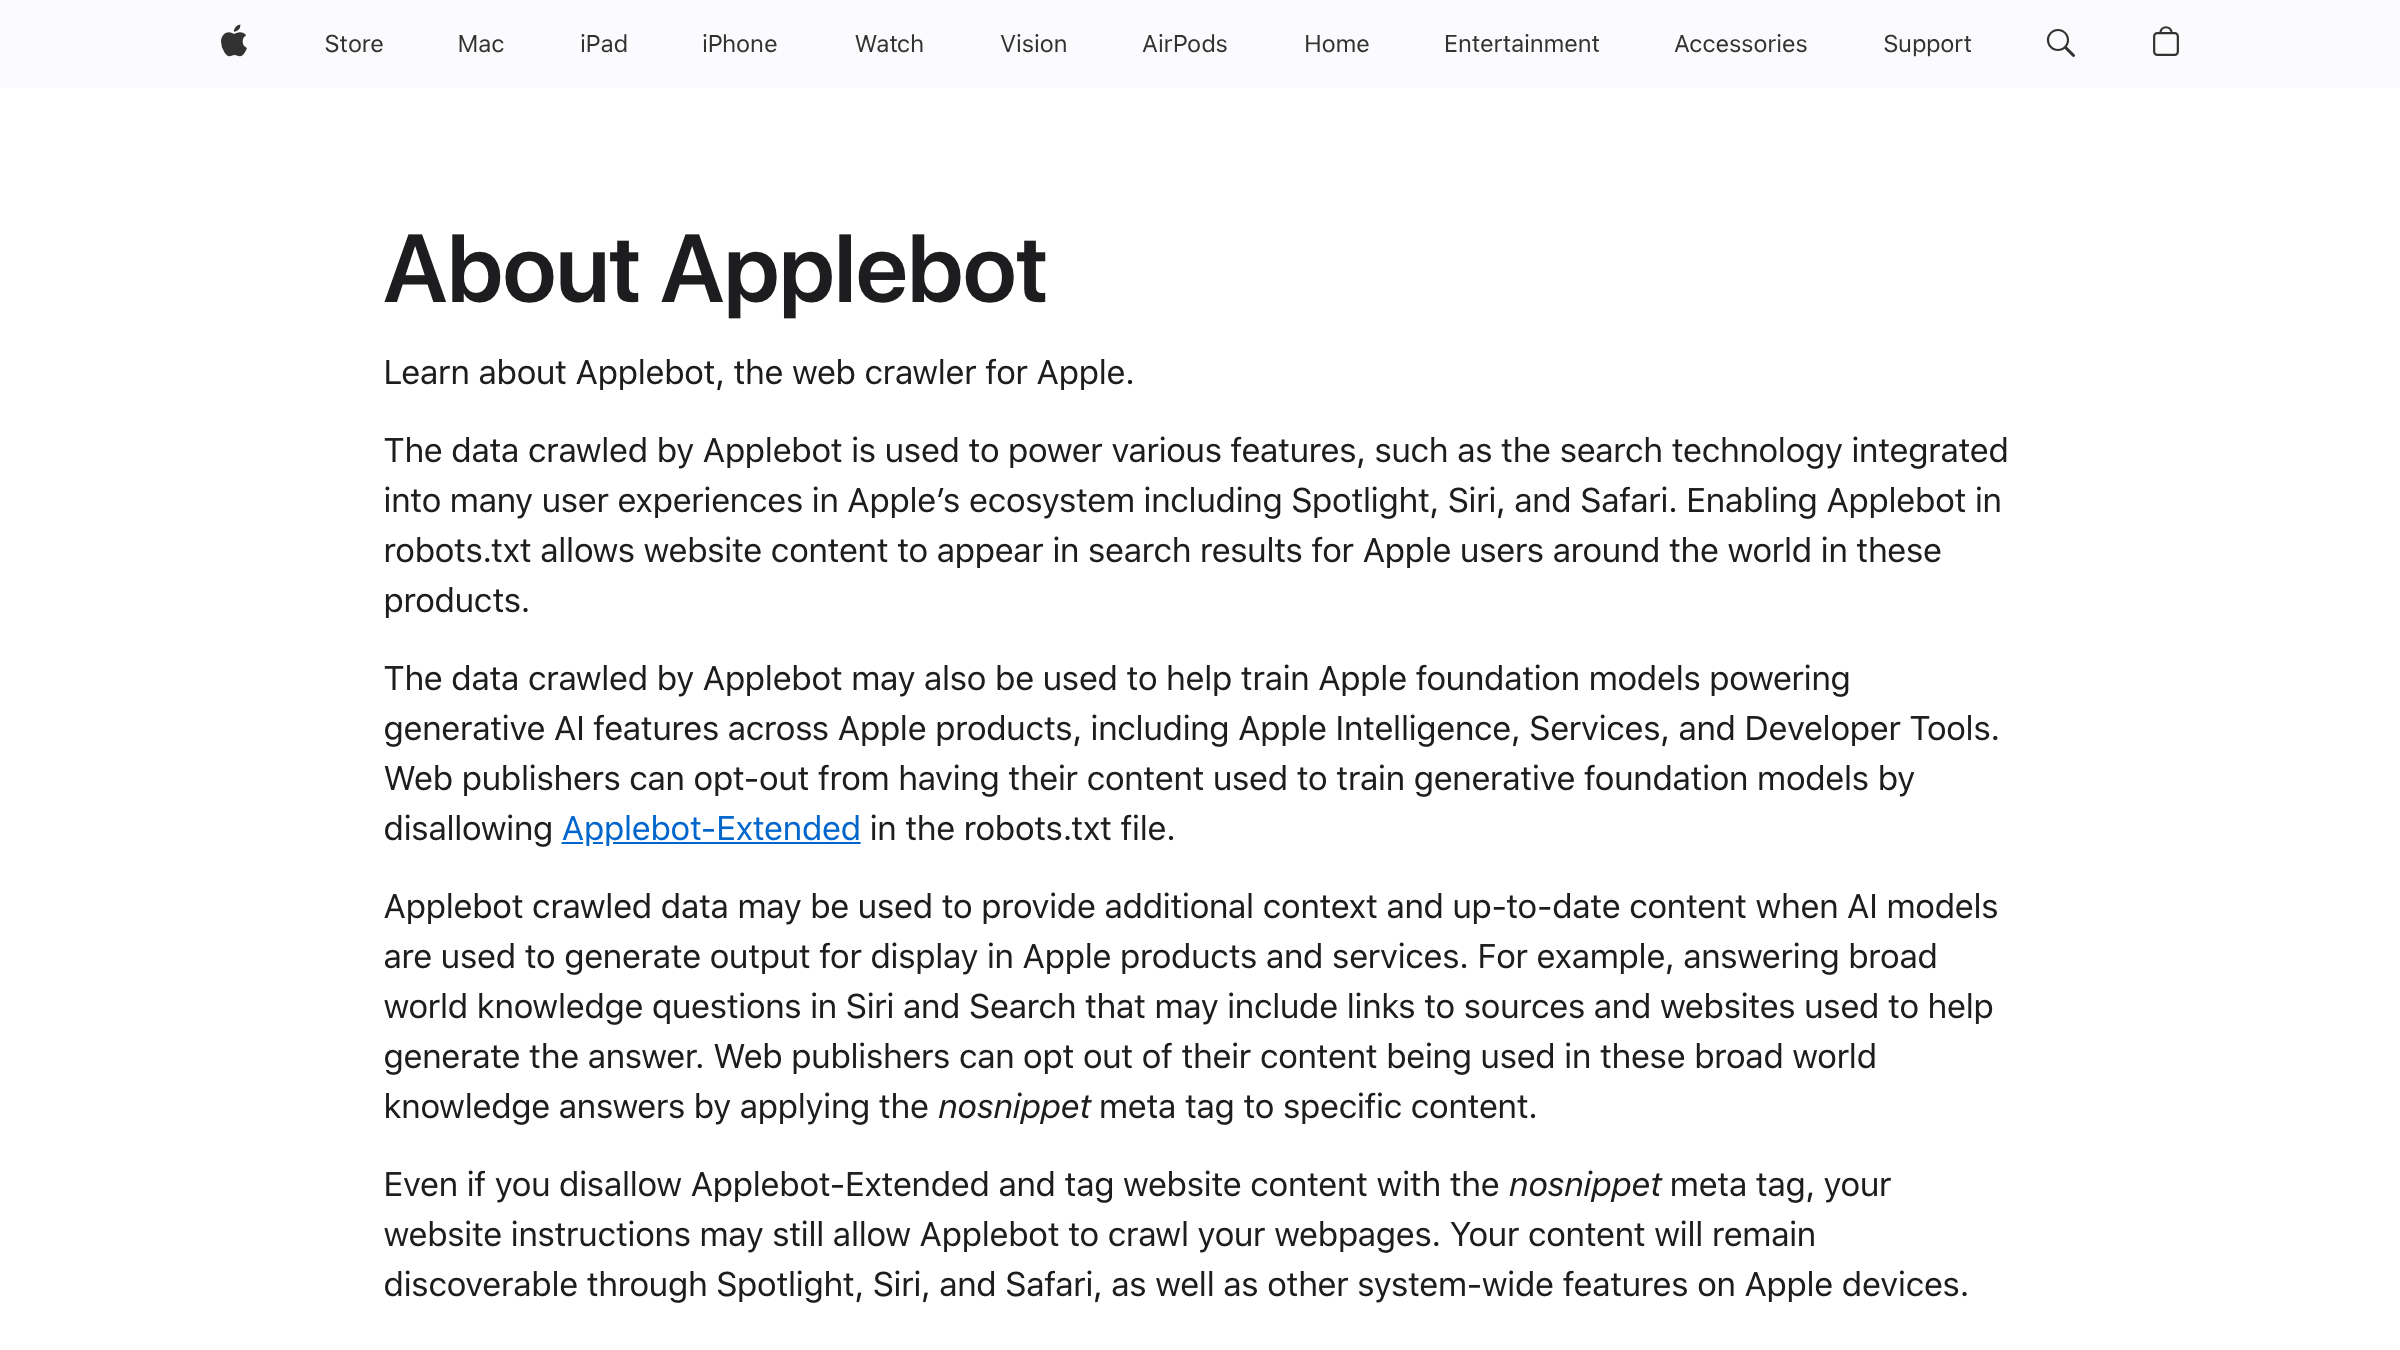 Store Mac iPad iPhone Watch Vision AirPods Home Entertainment Accessories Support
About Applebot
Learn about Applebot, the web crawler for Apple.
The data crawled by Applebot is used to power various features, such as the search technology integrated
into many user experiences in Apple’s ecosystem including Spotlight, Siri, and Safari. Enabling Applebot in
robots.txt allows website content to appear in search results for Apple users around the world in these
products.
The data crawled by Applebot may also be used to help train Apple foundation models powering
generative AI features across Apple products, including Apple Intelligence, Services, and Developer Tools.
Web publishers can opt-out from having their content used to train generative foundation models by
disallowing Applebot-Extended in the robots.txt file.
Applebot crawled data may be used to provide additional context and up-to-date content when AI models
are used to generate output for display in Apple products and services. For example, answering broad
world knowledge questions in Siri and Search that may include links to sources and websites used to help
generate the answer. Web publishers can opt out of their content being used in these broad world
knowledge answers by applying the nosnippet meta tag to specific content.
Even if you disallow Applebot-Extended and tag website content with the nosnippet meta tag, your
website instructions may still allow Applebot to crawl your webpages. Your content will remain
discoverable through Spotlight, Siri, and Safari, as well as other system-wide features on Apple devices.